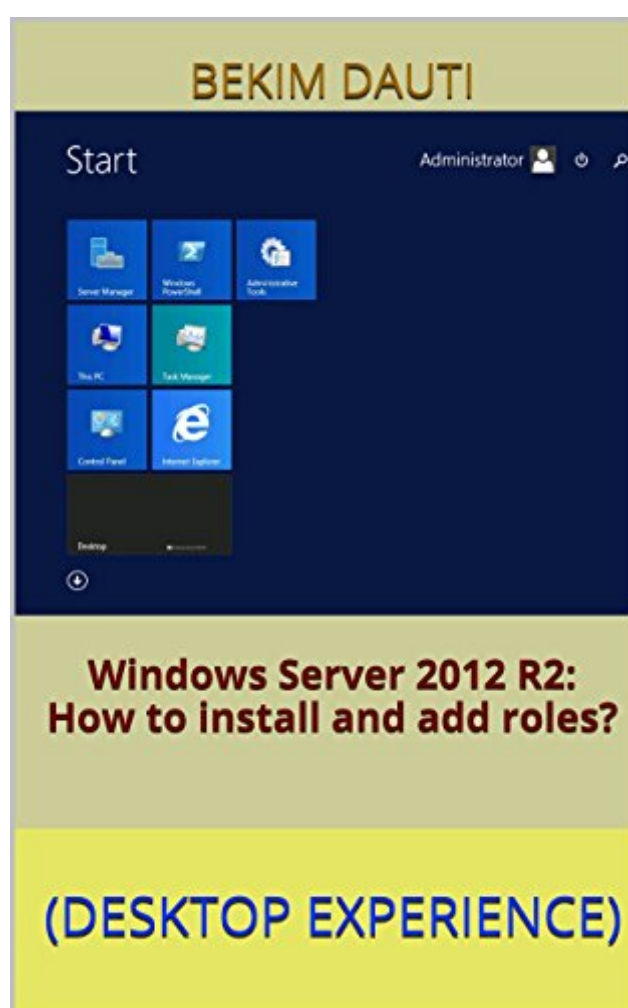 BEKIM DAUTI
Start
Administrator
Server Manager
Windows
PowerShell
Administrative
Tools
This PC
Task Manager
Control Panel
Internet Explorer
Desktop
Windows Server 2012 R2:
How to install and add roles?
(DESKTOP EXPERIENCE)